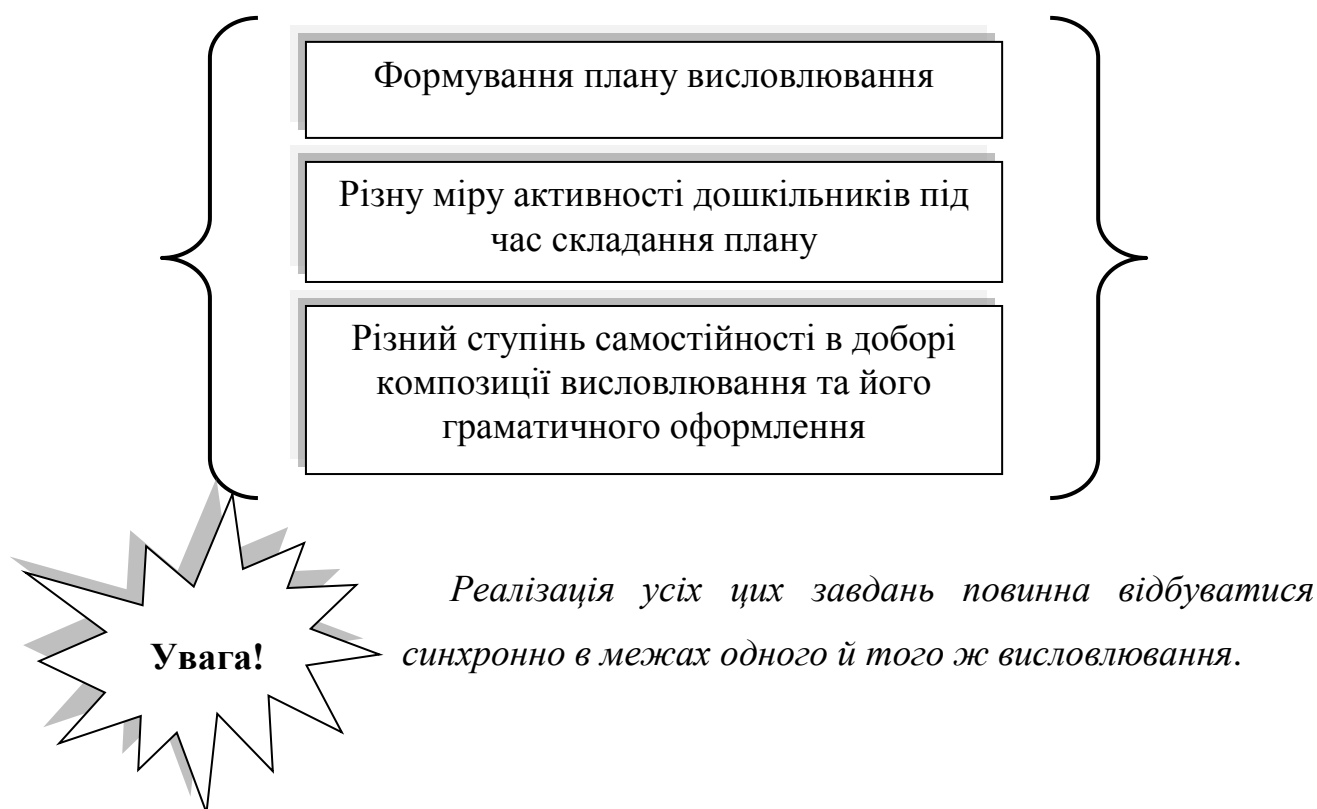 Формування плану висловлювання
Різну міру активності дошкільників під
час складання плану
Різний ступінь самостійності в доборі
композиції висловлювання та його
граматичного оформлення
Реалізація усіх цих завдань повинна відбуватися
Увага!
синхронно в межах одного й того ж висловлювання.